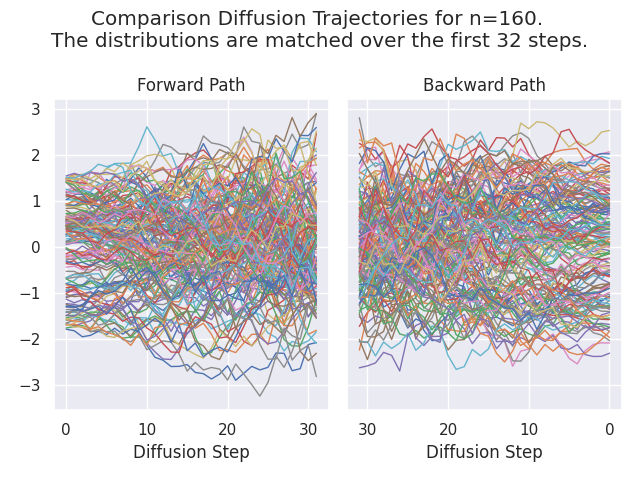 Comparison Diffusion Trajectories for n=160.
The distributions are matched over the first 32 steps.
Forward Path
Backward Path
3
2
1
0
−1
−2
−3
0 10 20 30
30 20 10 0
Diffusion Step
Diffusion Step